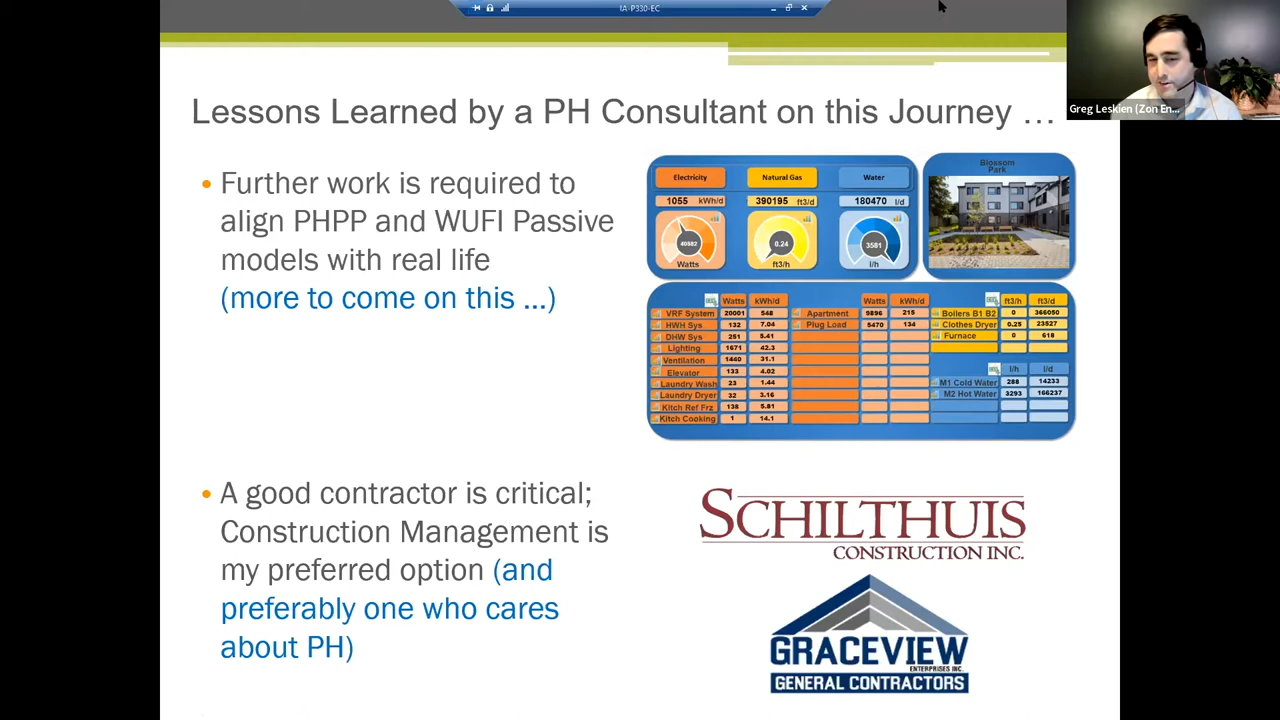 IA-P330-EC
Greg Leskien (Zon En...
Lessons Learned by a PH Consultant on this Journey …
• Further work is required to
align PHPP and WUFI Passive
models with real life
(more to come on this …)
• A good contractor is critical;
Construction Management is
my preferred option (and
preferably one who cares
about PH)
Electricity Natural Gas Water
1055 kWh/d 390195 ft3/d 180470 l/d
40582 0.24 3581
Watts ft3/h l/h
Blossom
Park
Watts kWh/d Watts kWh/d ft3/h ft3/d
VRF System 20001 548 Apartment 9896 215 Boilers B1 B2 0 366050
HWH Sys 132 7.04 Plug Load 5470 134 Clothes Dryer 0.25 23527
DHW Sys 251 5.41 Furnace 0 618
Lighting 1671 42.3
Ventilation 1440 31.1
Elevator 133 4.02 l/h l/d
Laundry Wash 23 1.44 M1 Cold Water 288 14233
Laundry Dryer 32 3.16 M2 Hot Water 3293 166237
Kitch Ref Frz 138 5.81
Kitch Cooking 1 14.1
SCHILTHUIS
CONSTRUCTION INC.
GRACEVIEW
ENTERPRISES INC.
GENERAL CONTRACTORS